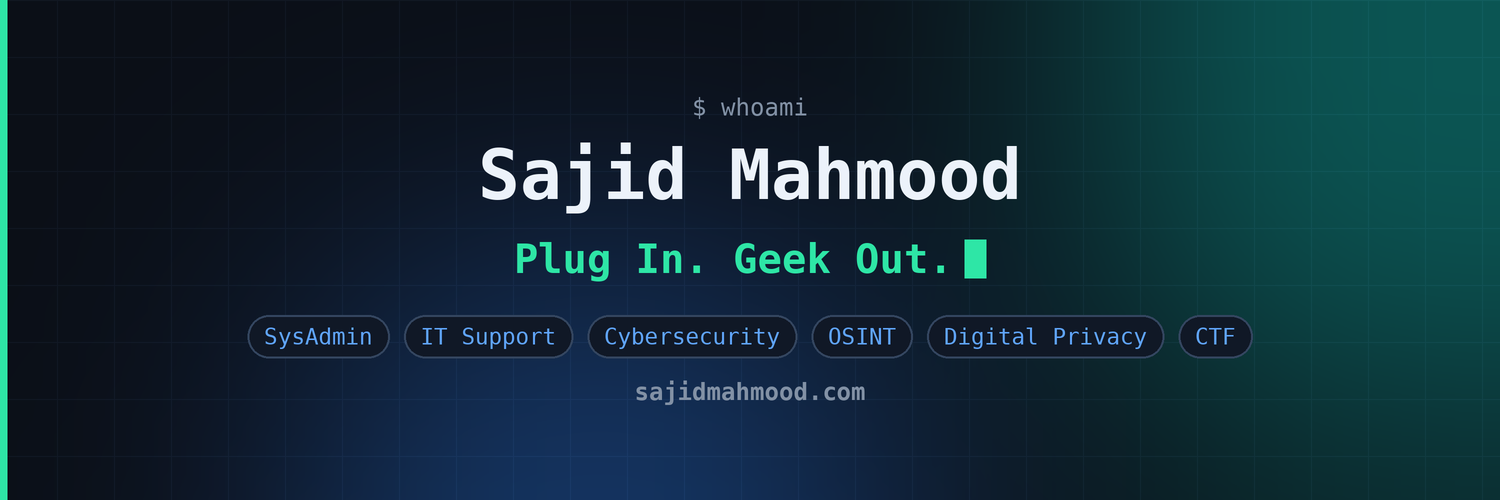 $ whoami
Sajid Mahmood
Plug In. Geek Out.
SysAdmin IT Support Cybersecurity OSINT Digital Privacy CTF
sajidmahmood.com